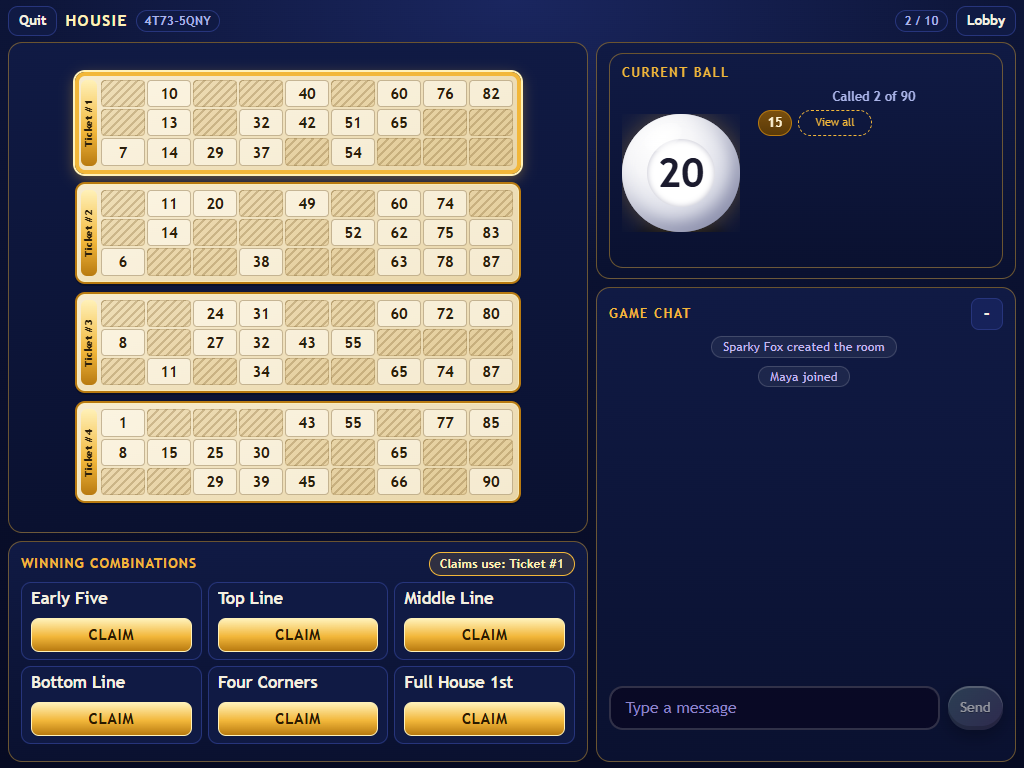 Quit HOUSIE 4T73-5QNY 2 / 10 Lobby
Ticket #1
10 40 60 76 82
13 32 42 51 65
7 14 29 37 54
Ticket #2
11 20 49 60 74
14 52 62 75 83
6 38 63 78 87
Ticket #3
24 31 60 72 80
8 27 32 43 55
11 34 65 74 87
Ticket #4
1 43 55 77 85
8 15 25 30 65
29 39 45 66 90
WINNING COMBINATIONS Claims use: Ticket #1
Early Five Top Line Middle Line
CLAIM CLAIM CLAIM
Bottom Line Four Corners Full House 1st
CLAIM CLAIM CLAIM
CURRENT BALL
Called 2 of 90
15 View all
20
GAME CHAT -
Sparky Fox created the room
Maya joined
Type a message Send